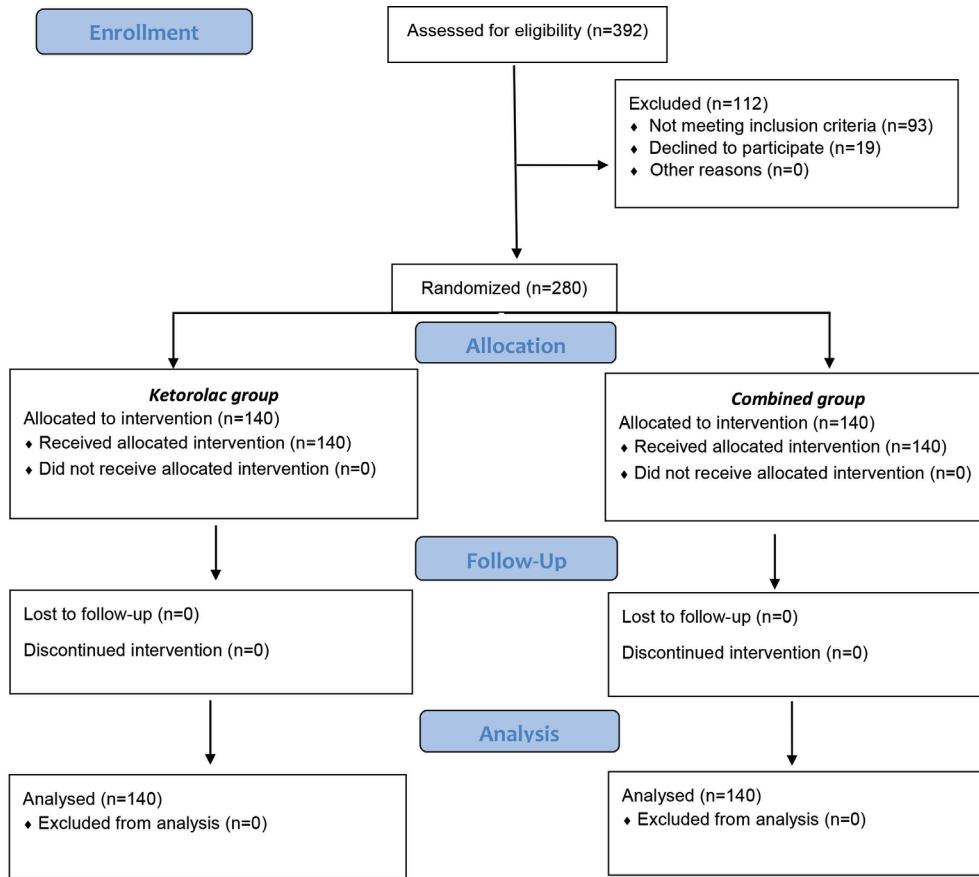 Enrollment
Assessed for eligibility (n=392)
Excluded (n=112)
♦ Not meeting inclusion criteria (n=93)
♦ Declined to participate (n=19)
♦ Other reasons (n=0)
Randomized (n=280)
Allocation
Ketorolac group
Allocated to intervention (n=140)
♦ Received allocated intervention (n=140)
♦ Did not receive allocated intervention (n=0)
Combined group
Allocated to intervention (n=140)
♦ Received allocated intervention (n=140)
♦ Did not receive allocated intervention (n=0)
Follow-Up
Lost to follow-up (n=0)
Discontinued intervention (n=0)
Lost to follow-up (n=0)
Discontinued intervention (n=0)
Analysis
Analysed (n=140)
♦ Excluded from analysis (n=0)
Analysed (n=140)
♦ Excluded from analysis (n=0)